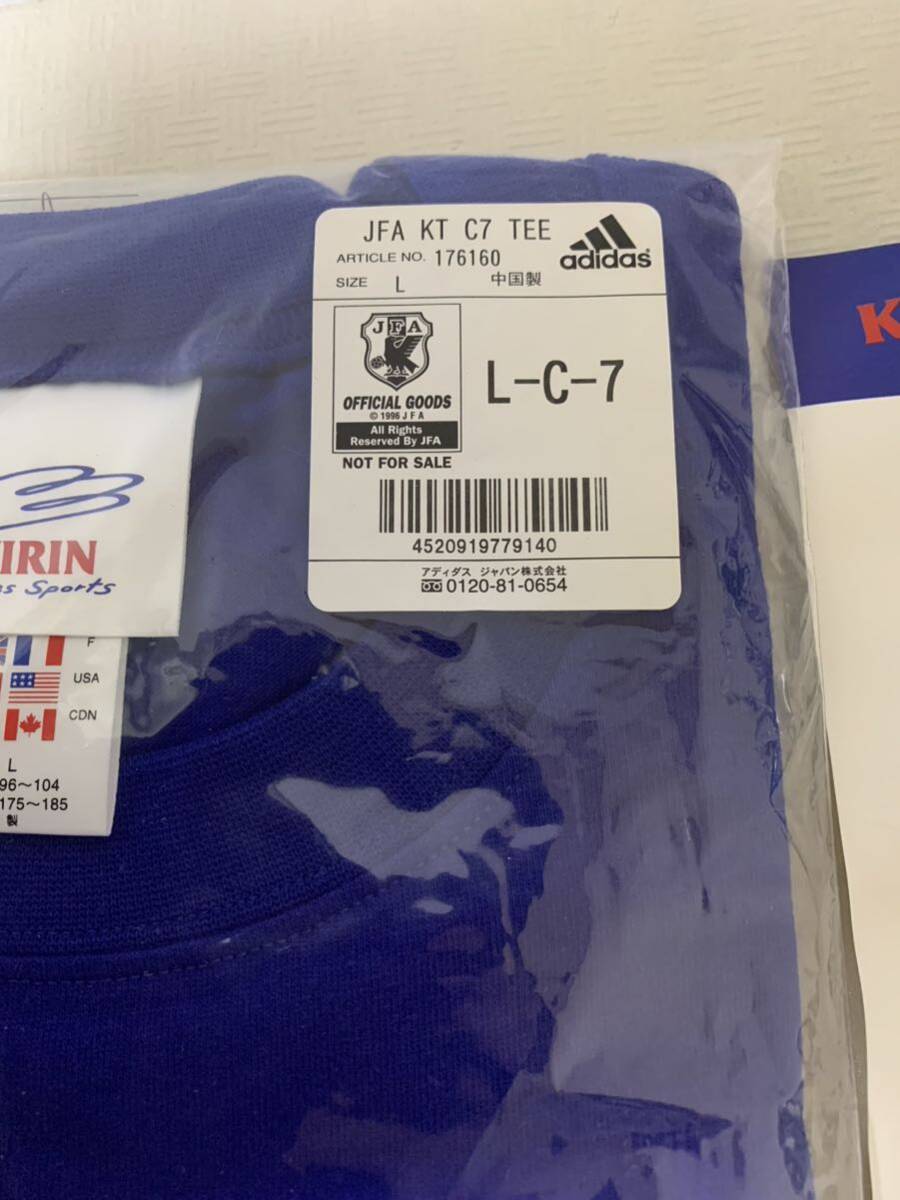 JFA KT C7 TEE
adidas
ARTICLE NO. 176160
SIZE L 中国製
JFA
OFFICIAL GOODS
© 1996 J F A
All Rights
Reserved By JFA
NOT FOR SALE
L-C-7
4520919779140
アディダス ジャパン株式会社
0120-81-0654
KIRIN
Sports
F
USA
CDN
L
96～104
175～185
製
K